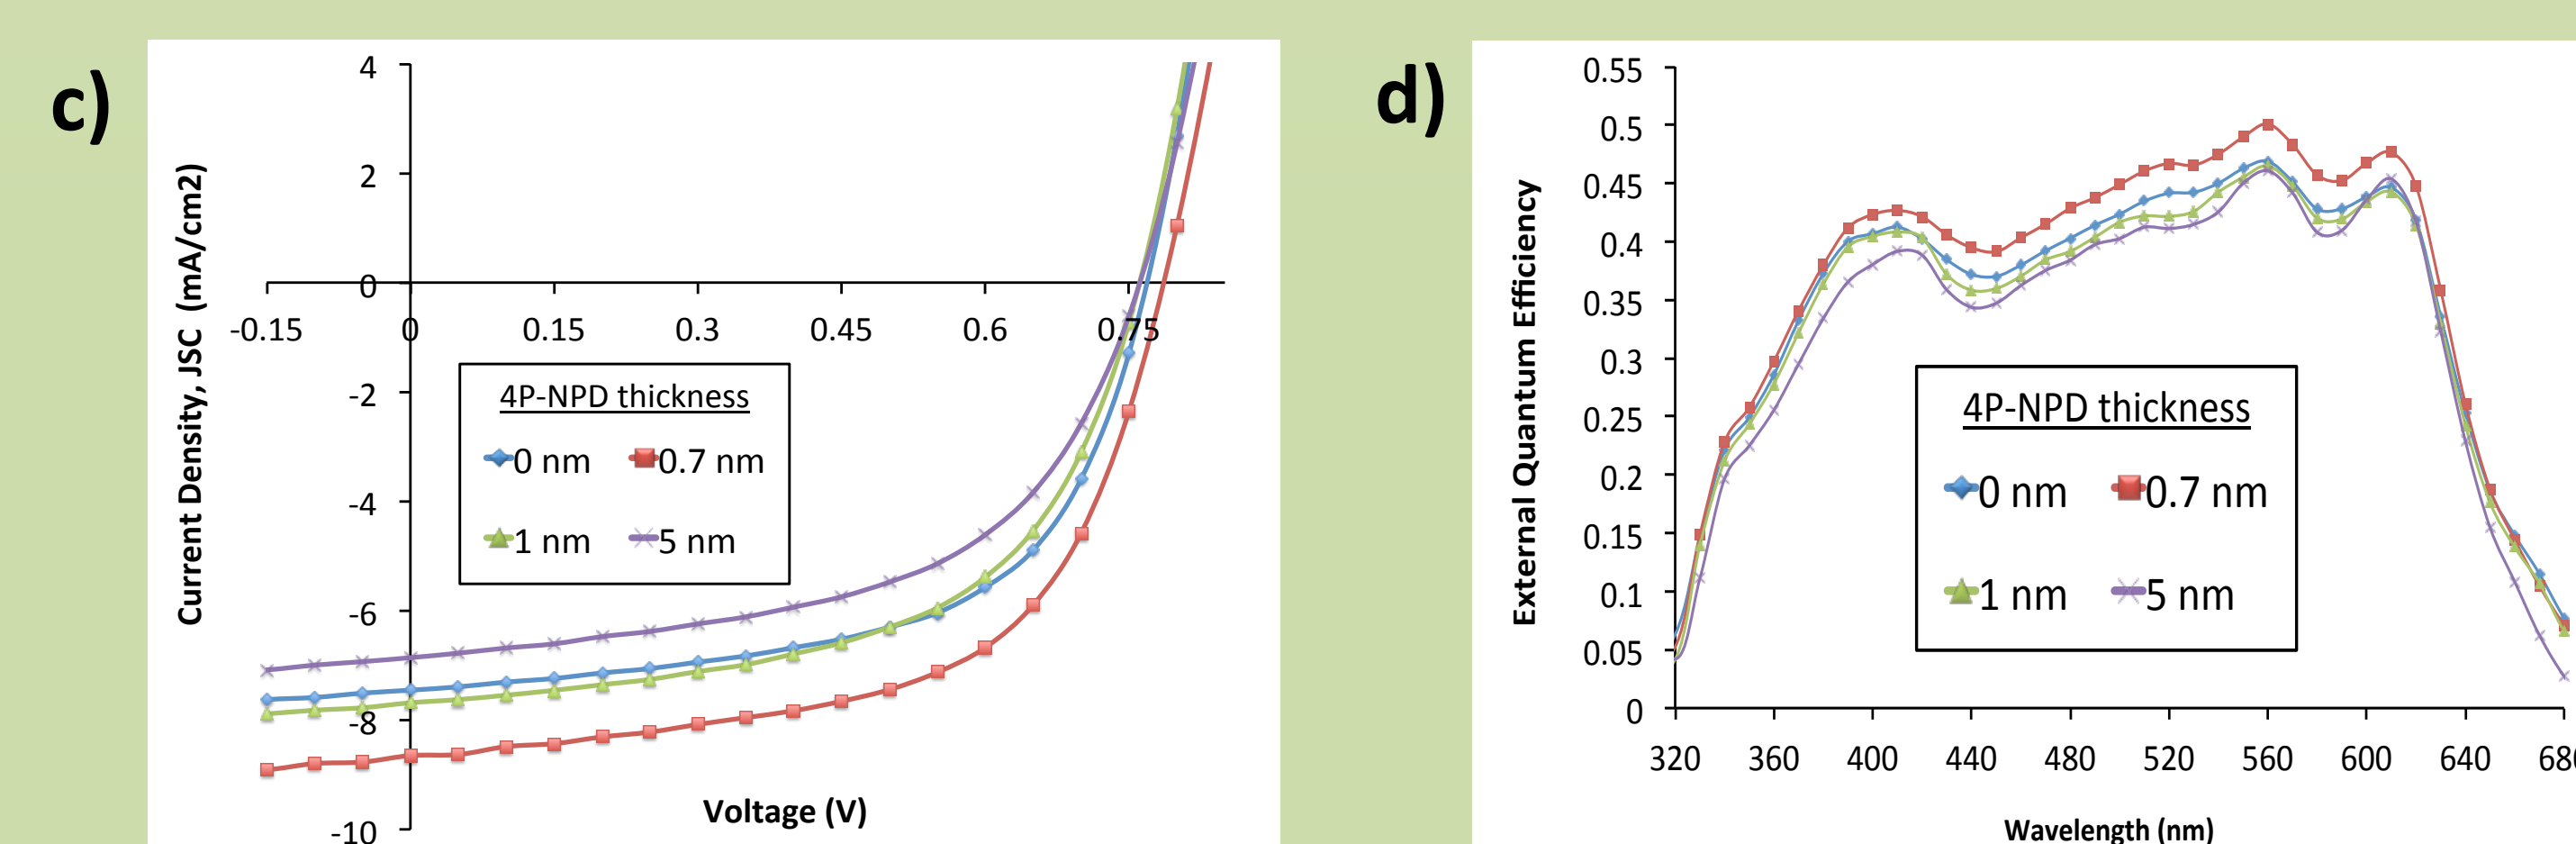 c)
Current Density, JSC (mA/cm2)
4
2
0
-2
-4
-6
-8
-10
-0.15 0 0.15 0.3 0.45 0.6 0.75
4P-NPD thickness
0 nm 0.7 nm
1 nm 5 nm
Voltage (V)
d)
External Quantum Efficiency
0.55
0.5
0.45
0.4
0.35
0.3
0.25
0.2
0.15
0.1
0.05
0
4P-NPD thickness
0 nm 0.7 nm
1 nm 5 nm
320 360 400 440 480 520 560 600 640
Wavelength (nm)